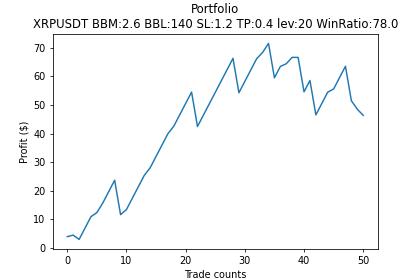 Portfolio
XRPUSDT BBM:2.6 BBL:140 SL:1.2 TP:0.4 lev:20 WinRatio:78.0
70
60
50
40
30
20
10
0
Profit ($)
0 10 20 30 40 50
Trade counts